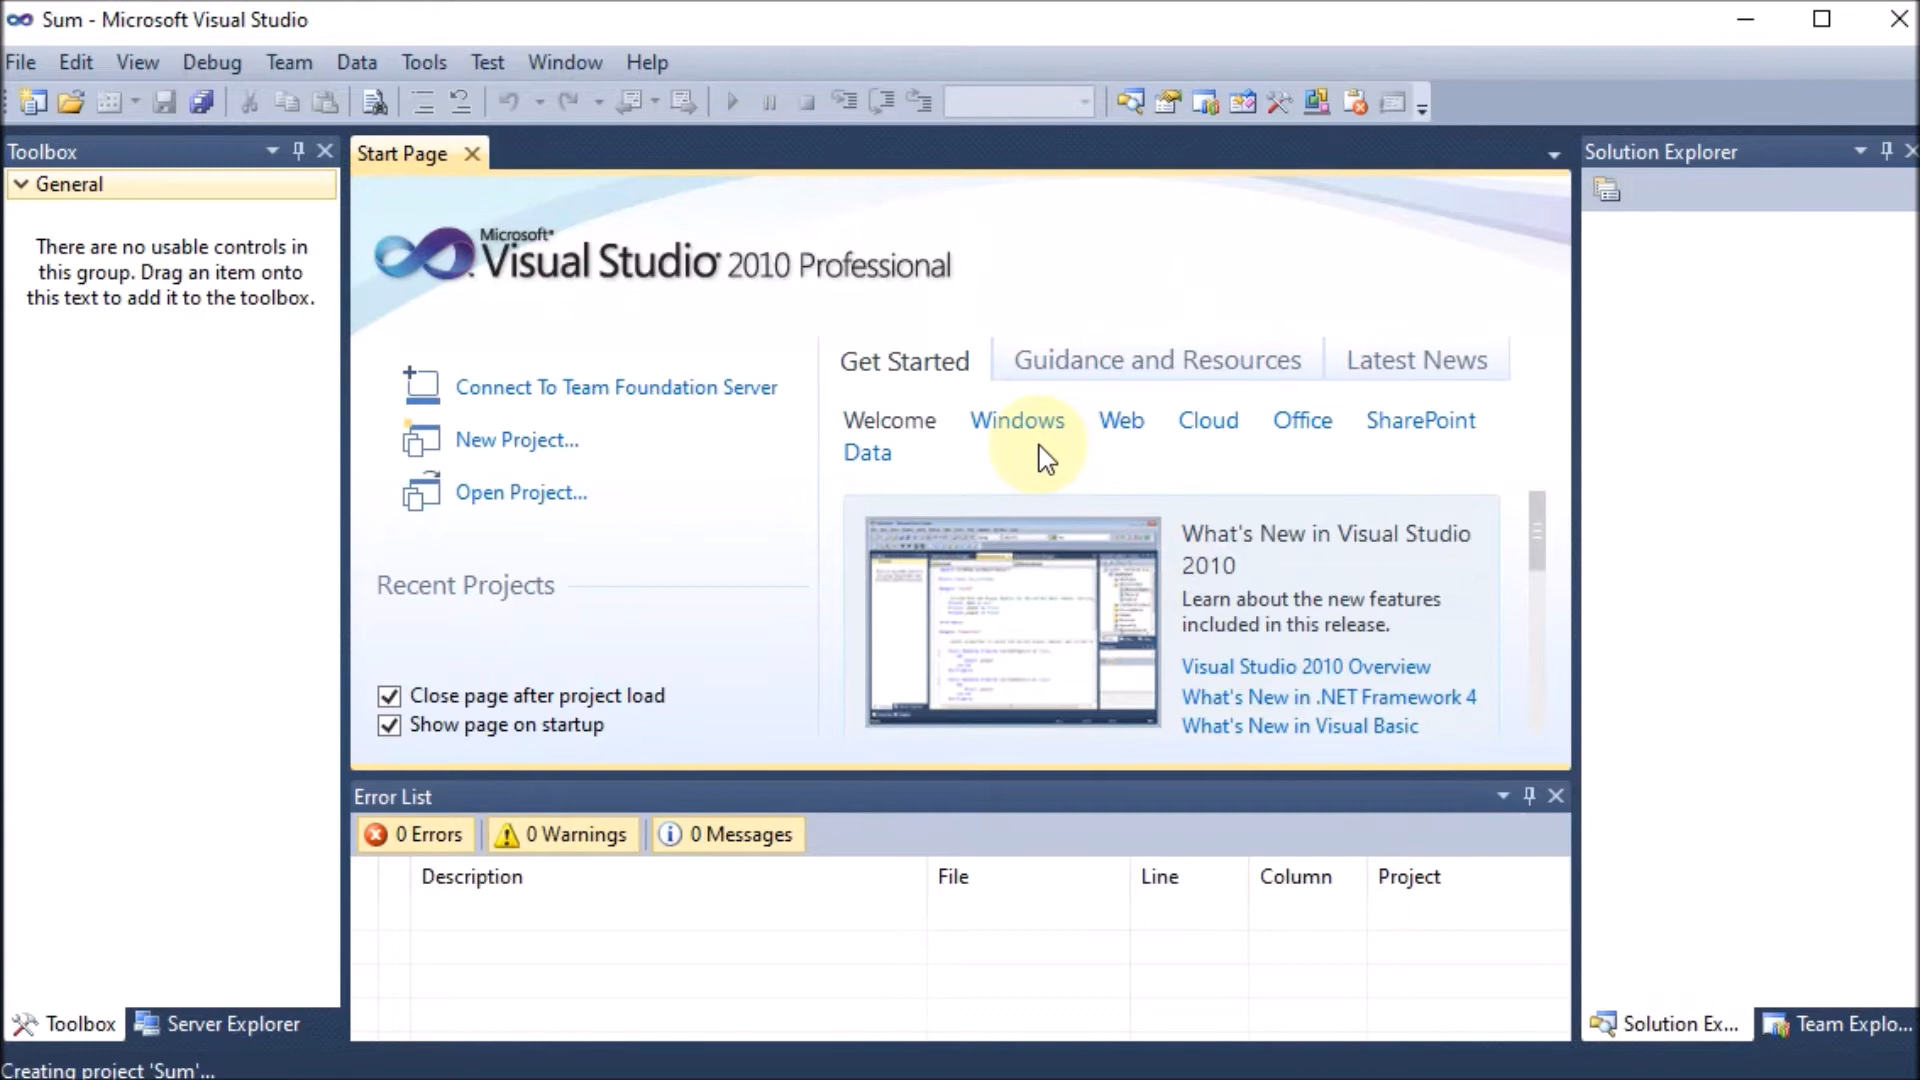 Sum - Microsoft Visual Studio
File Edit View Debug Team Data Tools Test Window Help
Toolbox
General
There are no usable controls in
this group. Drag an item onto
this text to add it to the toolbox.
Toolbox Server Explorer
Start Page
Microsoft®
Visual Studio® 2010 Professional
Connect To Team Foundation Server
New Project...
Open Project...
Recent Projects
Close page after project load
Show page on startup
Get Started Guidance and Resources Latest News
Welcome Windows Web Cloud Office SharePoint
Data
What's New in Visual Studio
2010
Learn about the new features
included in this release.
Visual Studio 2010 Overview
What's New in .NET Framework 4
What's New in Visual Basic
Error List
0 Errors 0 Warnings 0 Messages
Description File Line Column Project
Solution Explorer
Solution Ex... Team Explo...
Creating project 'Sum'...